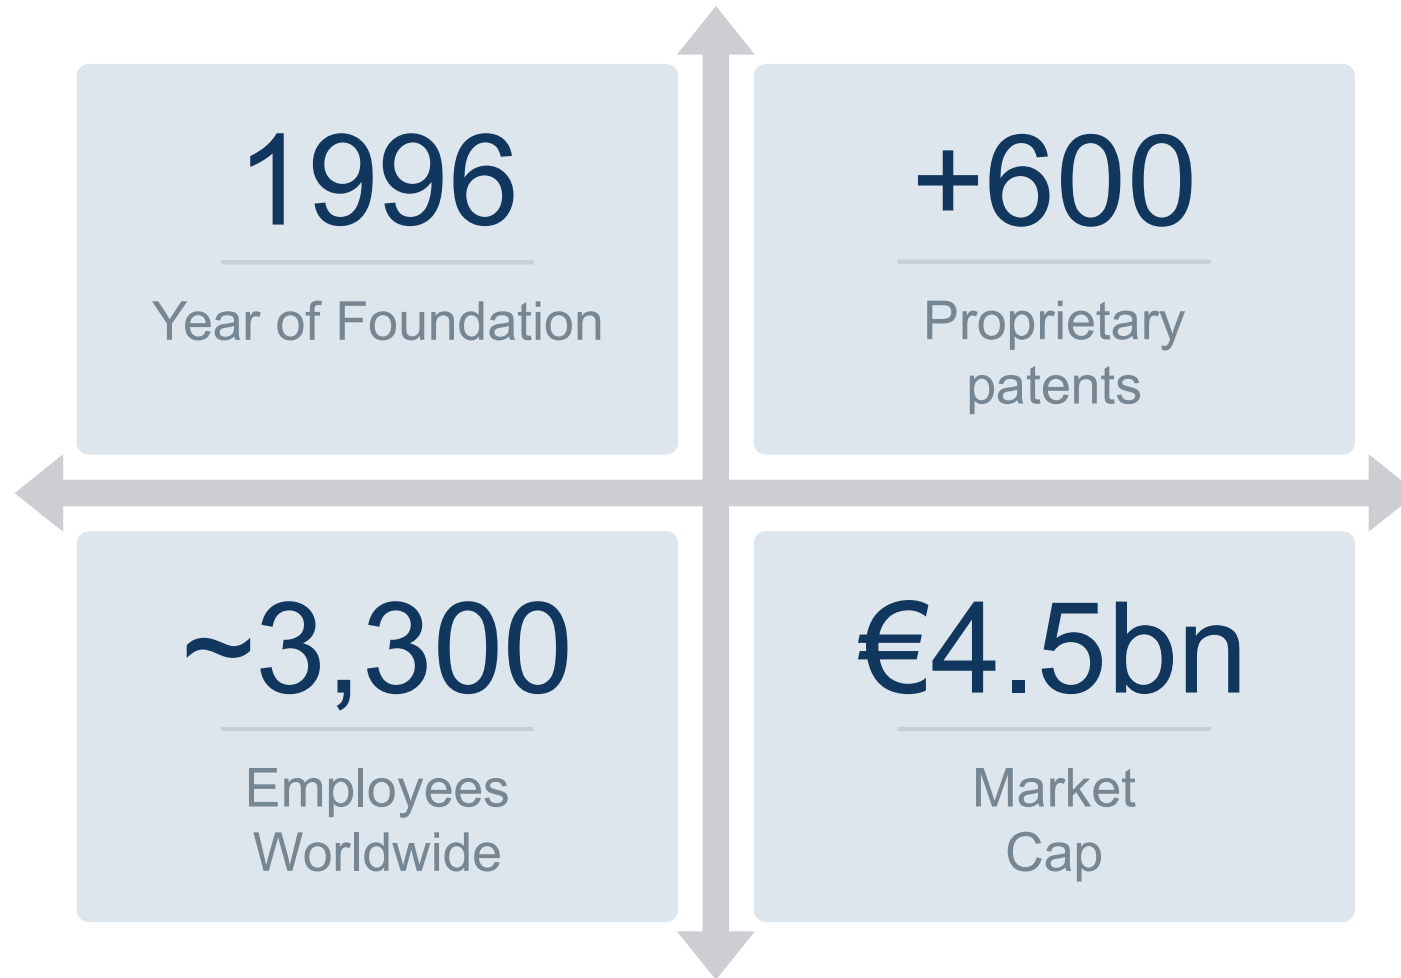 1996
Year of Foundation
+600
Proprietary
patents
~3,300
Employees
Worldwide
€4.5bn
Market
Cap